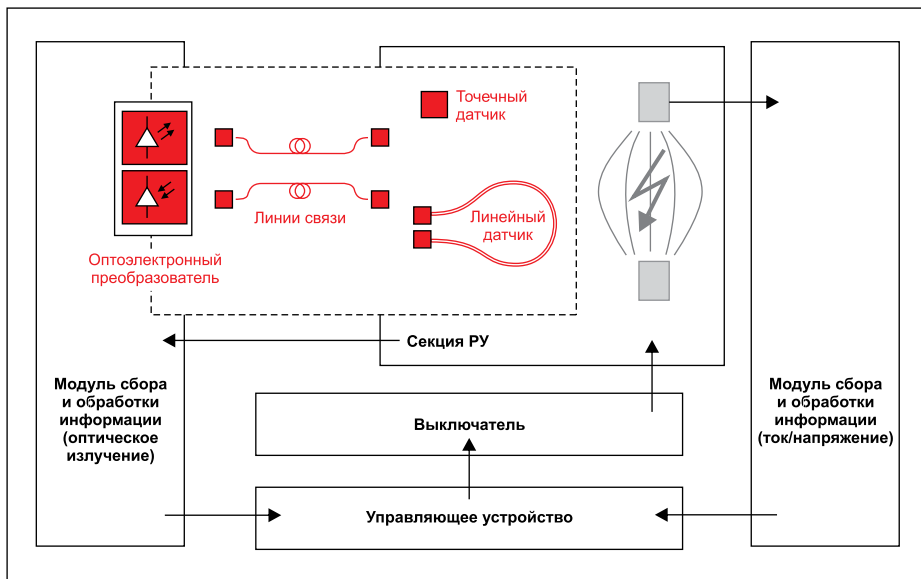 Точечный
датчик
Линии связи
Линейный
датчик
Оптоэлектронный
преобразователь
Секция РУ
Модуль сбора
и обработки
информации
(оптическое
излучение)
Выключатель
Модуль сбора
и обработки
информации
(ток/напряжение)
Управляющее устройство